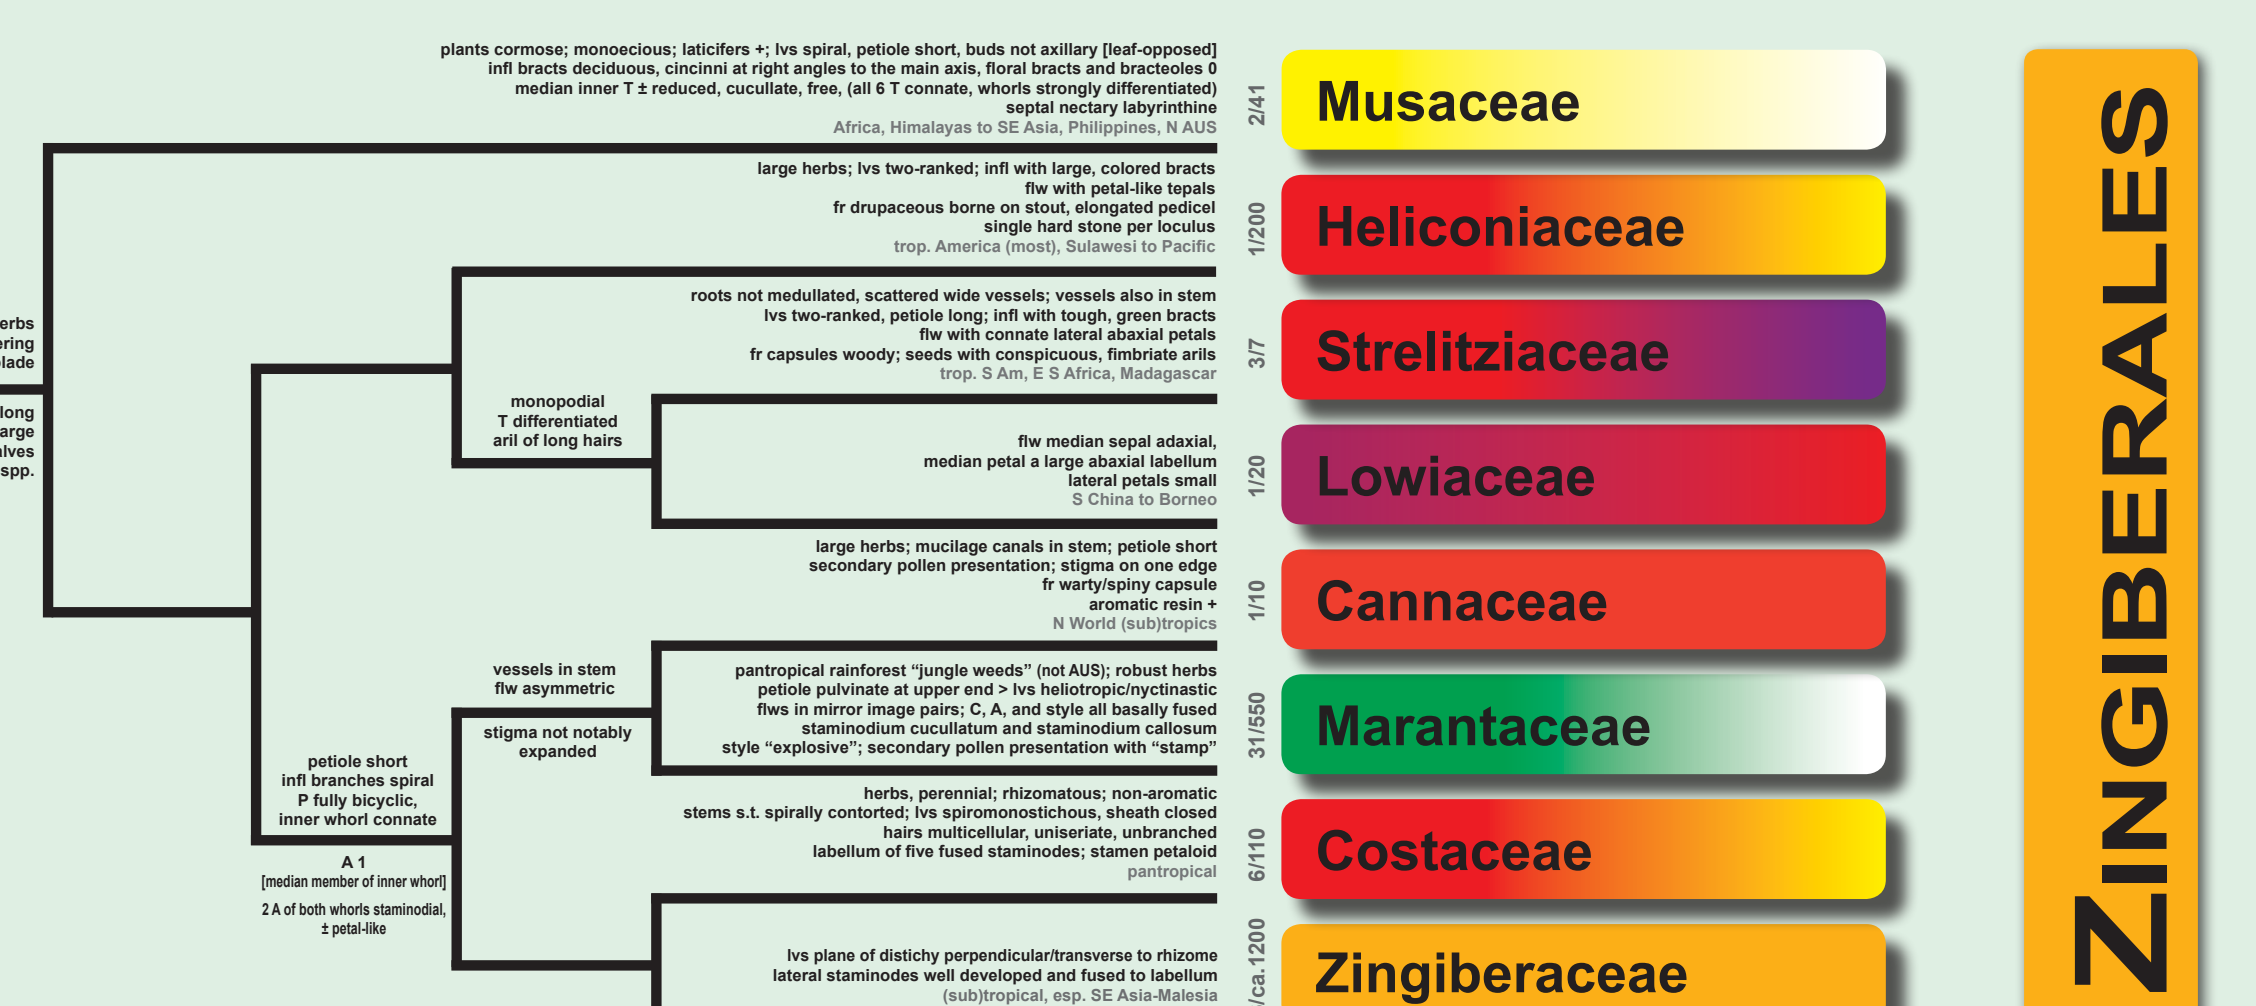 plants cormose; monoecious; laticifers +; lvs spiral, petiole short, buds not axillary [leaf-opposed]
infl bracts deciduous, cincinni at right angles to the main axis, floral bracts and bracteoles 0
median inner T ± reduced, cucullate, free, (all 6 T connate, whorls strongly differentiated)
septal nectary labyrinthine
Africa, Himalayas to SE Asia, Philippines, N AUS
2/41
Musaceae
large herbs; lvs two-ranked; infl with large, colored bracts
flw with petal-like tepals
fr drupaceous borne on stout, elongated pedicel
single hard stone per loculus
trop. America (most), Sulawesi to Pacific
1/200
Heliconiaceae
roots not medullated, scattered wide vessels; vessels also in stem
lvs two-ranked, petiole long; infl with tough, green bracts
flw with connate lateral abaxial petals
fr capsules woody; seeds with conspicuous, fimbriate arils
trop. S Am, E S Africa, Madagascar
3/7
Strelitziaceae
erbs
ering
lade
long
arge
alves
spp.
monopodial
T differentiated
aril of long hairs
flw median sepal adaxial,
median petal a large abaxial labellum
lateral petals small
S China to Borneo
1/20
Lowiaceae
large herbs; mucilage canals in stem; petiole short
secondary pollen presentation; stigma on one edge
fr warty/spiny capsule
aromatic resin +
N World (sub)tropics
1/10
Cannaceae
vessels in stem
flw asymmetric
stigma not notably
expanded
pantropical rainforest “jungle weeds” (not AUS); robust herbs
petiole pulvinate at upper end > lvs heliotropic/nyctinastic
flws in mirror image pairs; C, A, and style all basally fused
staminodium cucullatum and staminodium callosum
style “explosive”; secondary pollen presentation with “stamp”
31/550
Marantaceae
petiole short
infl branches spiral
P fully bicyclic,
inner whorl connate
A 1
[median member of inner whorl]
2 A of both whorls staminodial,
± petal-like
herbs, perennial; rhizomatous; non-aromatic
stems s.t. spirally contorted; lvs spiromonostichous, sheath closed
hairs multicellular, uniseriate, unbranched
labellum of five fused staminodes; stamen petaloid
pantropical
6/110
Costaceae
lvs plane of distichy perpendicular/transverse to rhizome
lateral staminodes well developed and fused to labellum
(sub)tropical, esp. SE Asia-Malesia
/ca.1200
Zingiberaceae
ZINGIBERALES